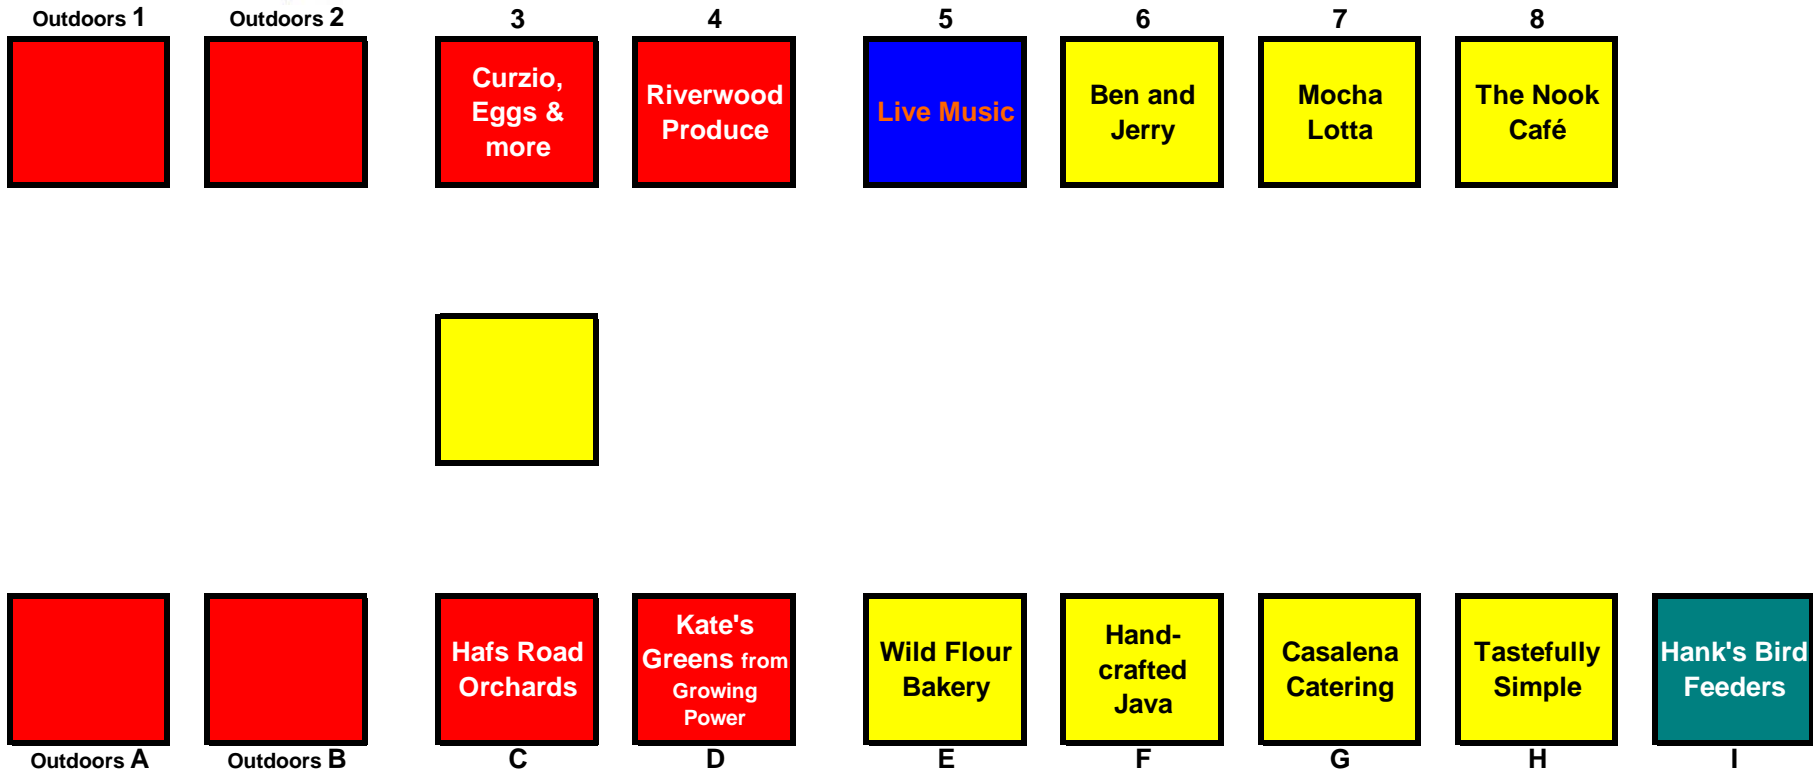 Outdoors 1
Outdoors 2
3
4
5
6
7
8
Curzio,
Eggs &
more
Riverwood
Produce
Live Music
Ben and
Jerry
Mocha
Lotta
The Nook
Café
Hafs Road
Orchards
Kate's
Greens from
Growing
Power
Wild Flour
Bakery
Hand-
crafted
Java
Casalena
Catering
Tastefully
Simple
Hank's Bird
Feeders
Outdoors A
Outdoors B
C
D
E
F
G
H
I